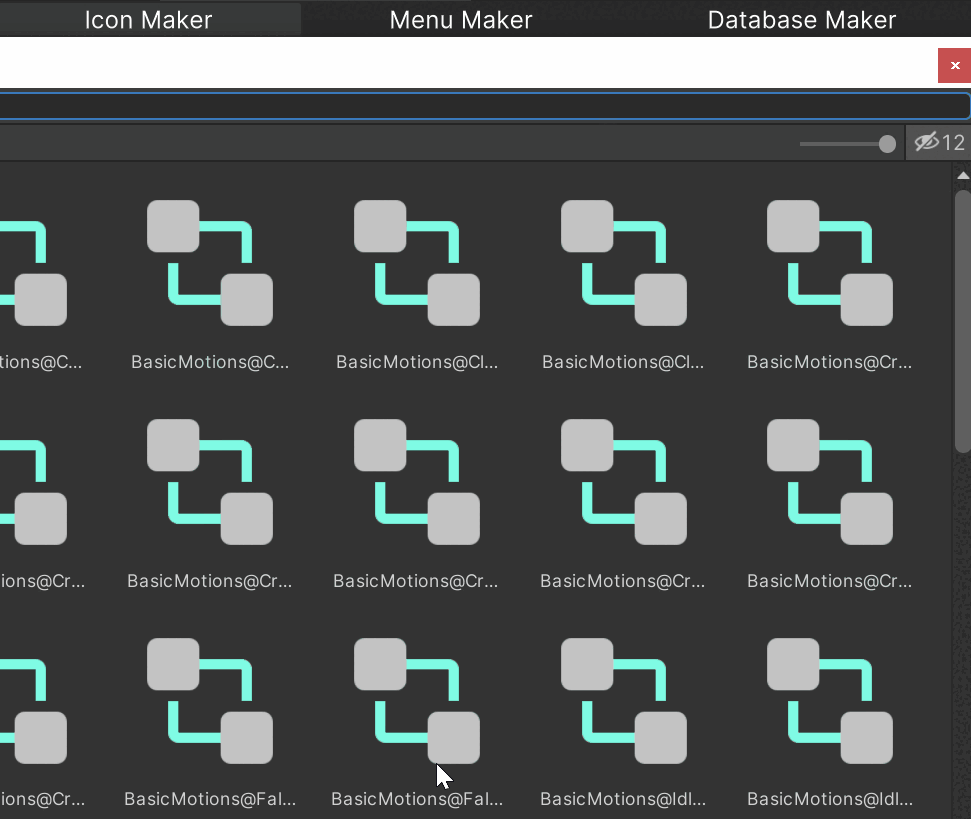 Icon Maker Menu Maker Database Maker
12
tions@C... BasicMotions@C... BasicMotions@Cl... BasicMotions@Cl... BasicMotions@Cr...
ions@Cr... BasicMotions@Cr... BasicMotions@Cr... BasicMotions@Cr... BasicMotions@Cr...
ions@Cr... BasicMotions@Fal... BasicMotions@Fal... BasicMotions@Idl... BasicMotions@Idl...